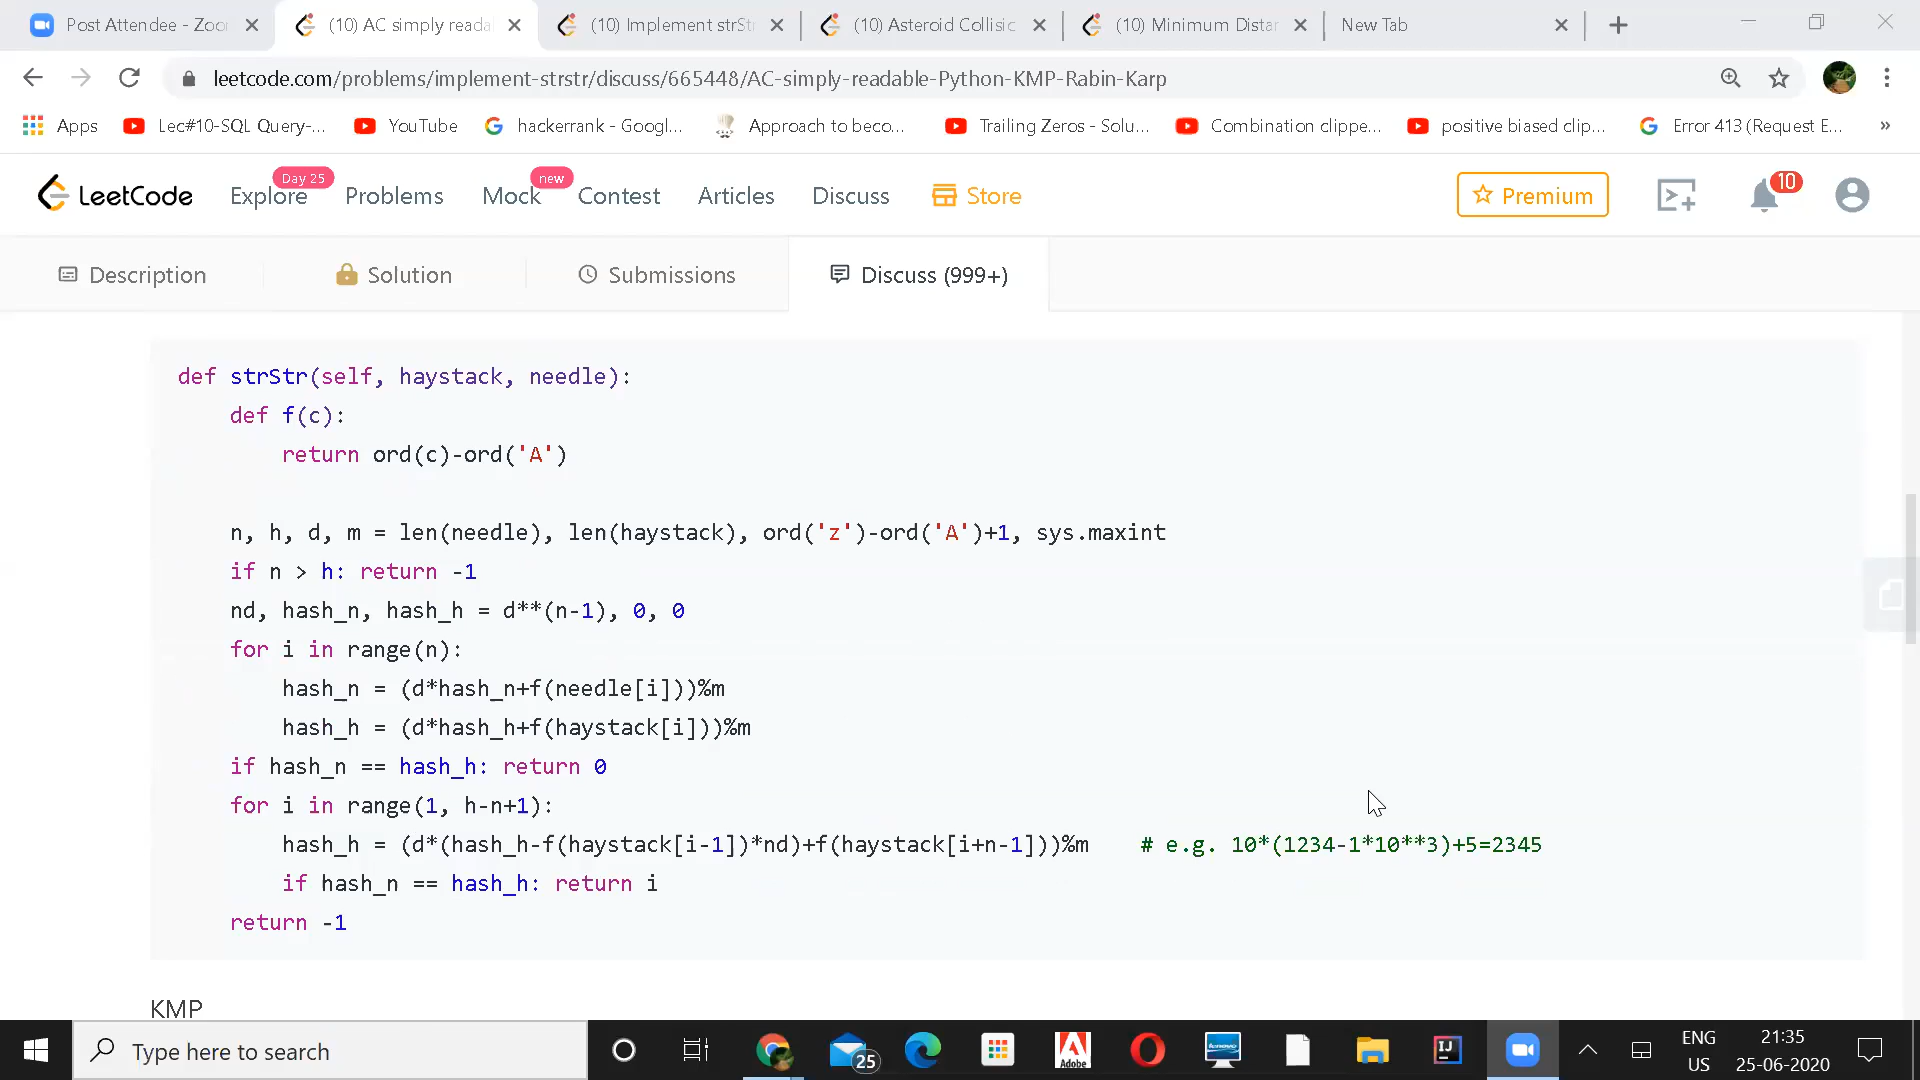 Post Attendee - Zoo
(10) AC simply reada
(10) Implement strSt
(10) Asteroid Collisic
(10) Minimum Distar
New Tab
leetcode.com/problems/implement-strstr/discuss/665448/AC-simply-readable-Python-KMP-Rabin-Karp
Apps
Lec#10-SQL Query-...
YouTube
hackerrank - Googl...
Approach to beco...
Trailing Zeros - Solu...
Combination clippe...
positive biased clip...
Error 413 (Request E...
»
LeetCode
Explore
Day 25
Problems
Mock
new
Contest
Articles
Discuss
Store
Premium
10
Description
Solution
Submissions
Discuss (999+)
def strStr(self, haystack, needle):
def f(c):
return ord(c)-ord('A')
n, h, d, m = len(needle), len(haystack), ord('z')-ord('A')+1, sys.maxint
if n > h: return -1
nd, hash_n, hash_h = d**(n-1), 0, 0
for i in range(n):
hash_n = (d*hash_n+f(needle[i]))%m
hash_h = (d*hash_h+f(haystack[i]))%m
if hash_n == hash_h: return 0
for i in range(1, h-n+1):
hash_h = (d*(hash_h-f(haystack[i-1])*nd)+f(haystack[i+n-1]))%m # e.g. 10*(1234-1*10**3)+5=2345
if hash_n == hash_h: return i
return -1
KMP
Type here to search
25
Adobe
lenovo
IJ
ENG
US
21:35
25-06-2020